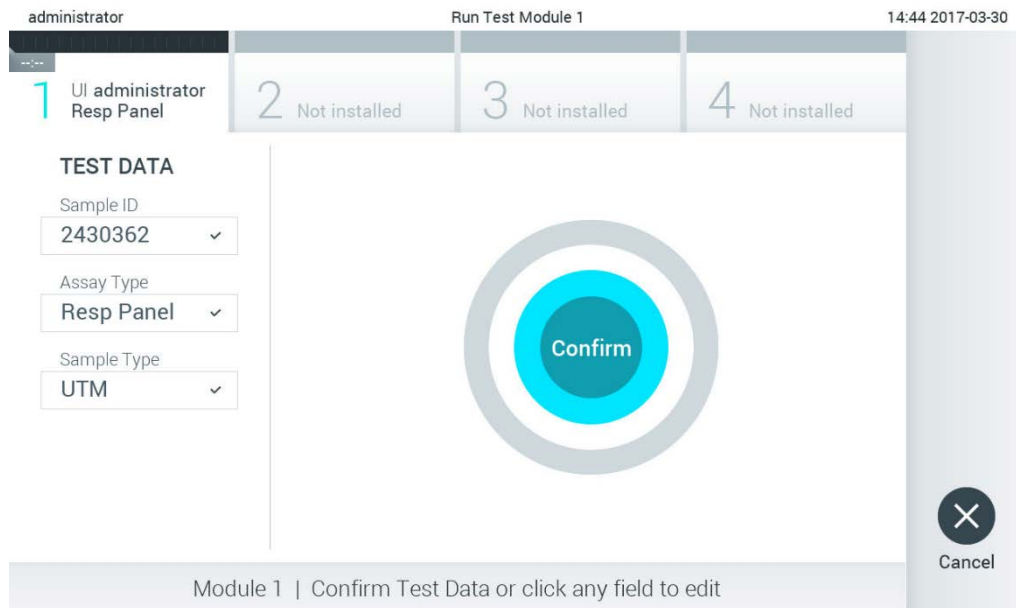 administrator
Run Test Module 1
14:44 2017-03-30
--:--
1 UI administrator
Resp Panel
2 Not installed
3 Not installed
4 Not installed
TEST DATA
Sample ID
2430362
Assay Type
Resp Panel
Sample Type
UTM
Confirm
Cancel
Module 1 | Confirm Test Data or click any field to edit